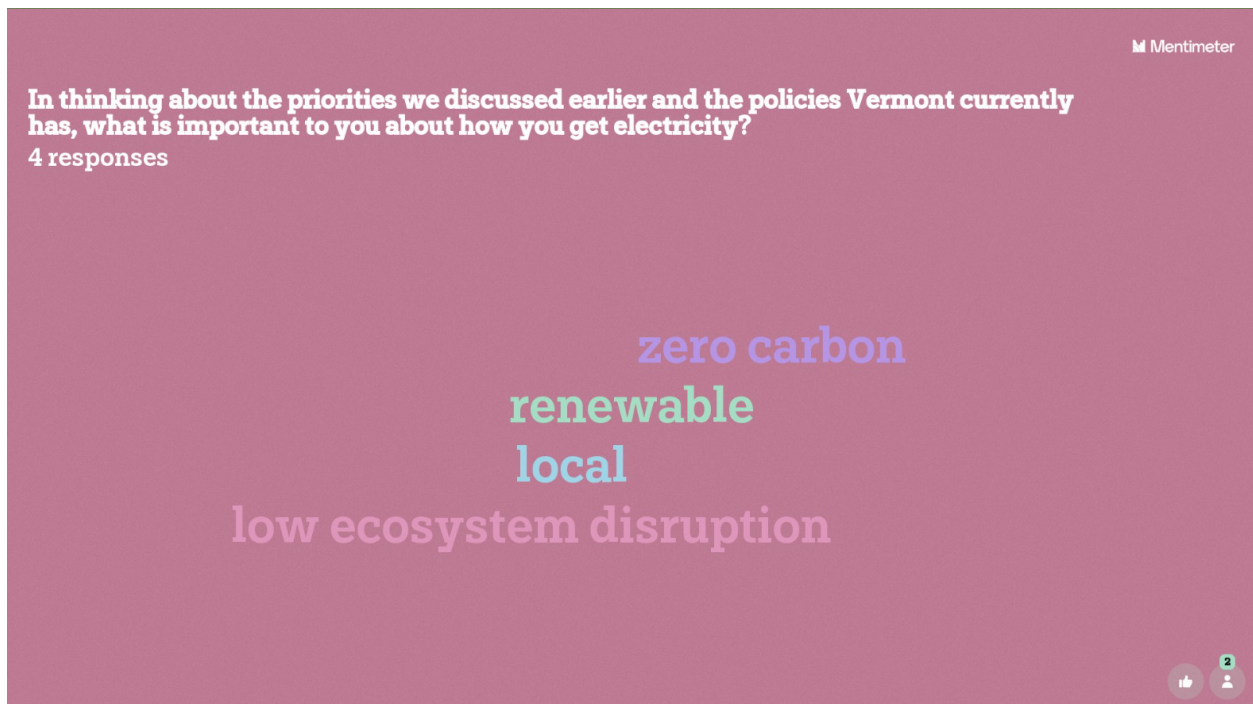 Mentimeter
In thinking about the priorities we discussed earlier and the policies Vermont currently
has, what is important to you about how you get electricity?
4 responses
zero carbon
renewable
local
low ecosystem disruption
2